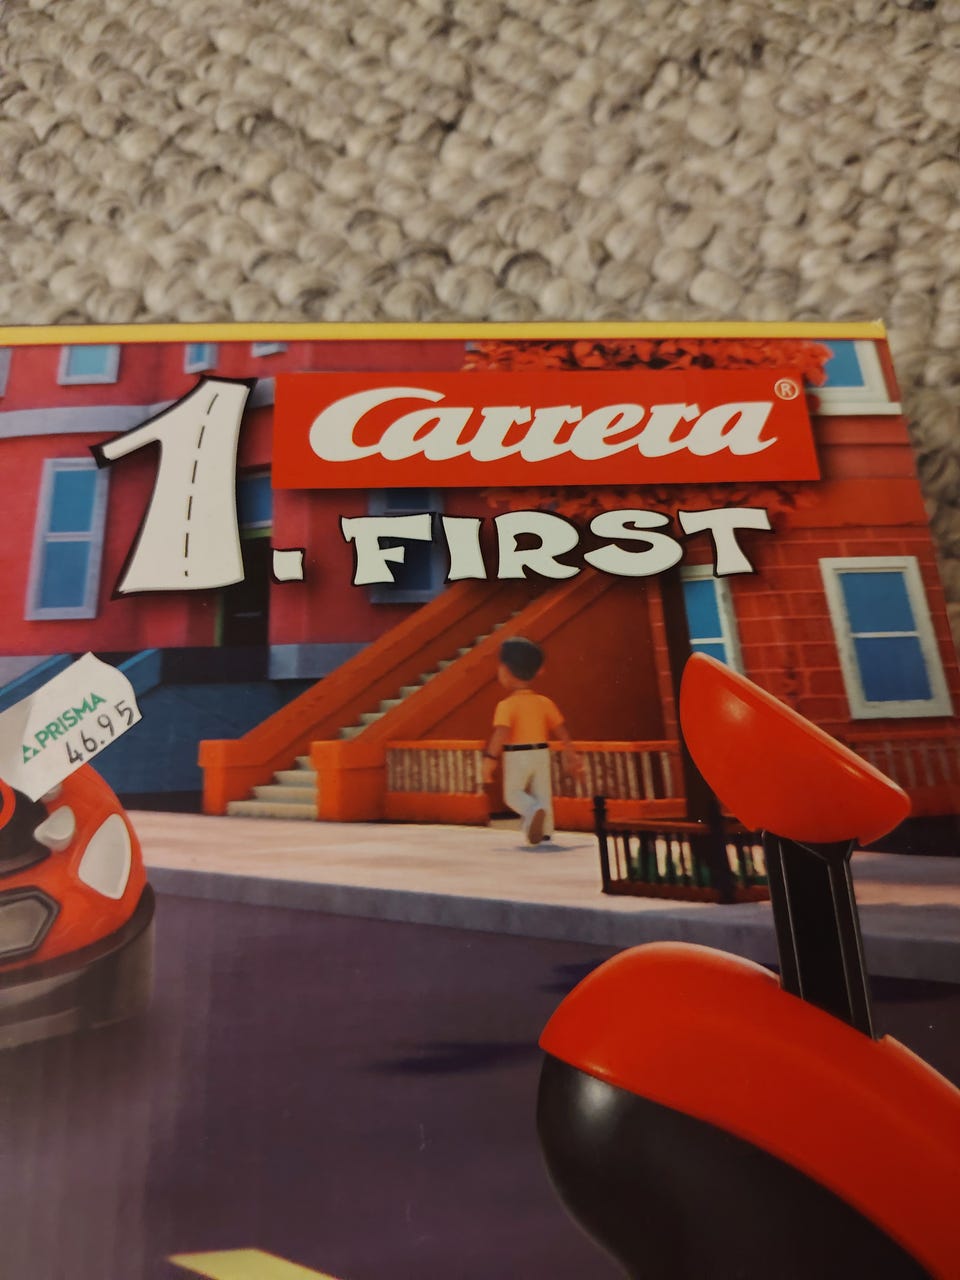 1. Carrera®
FIRST
PRISMA
46.95